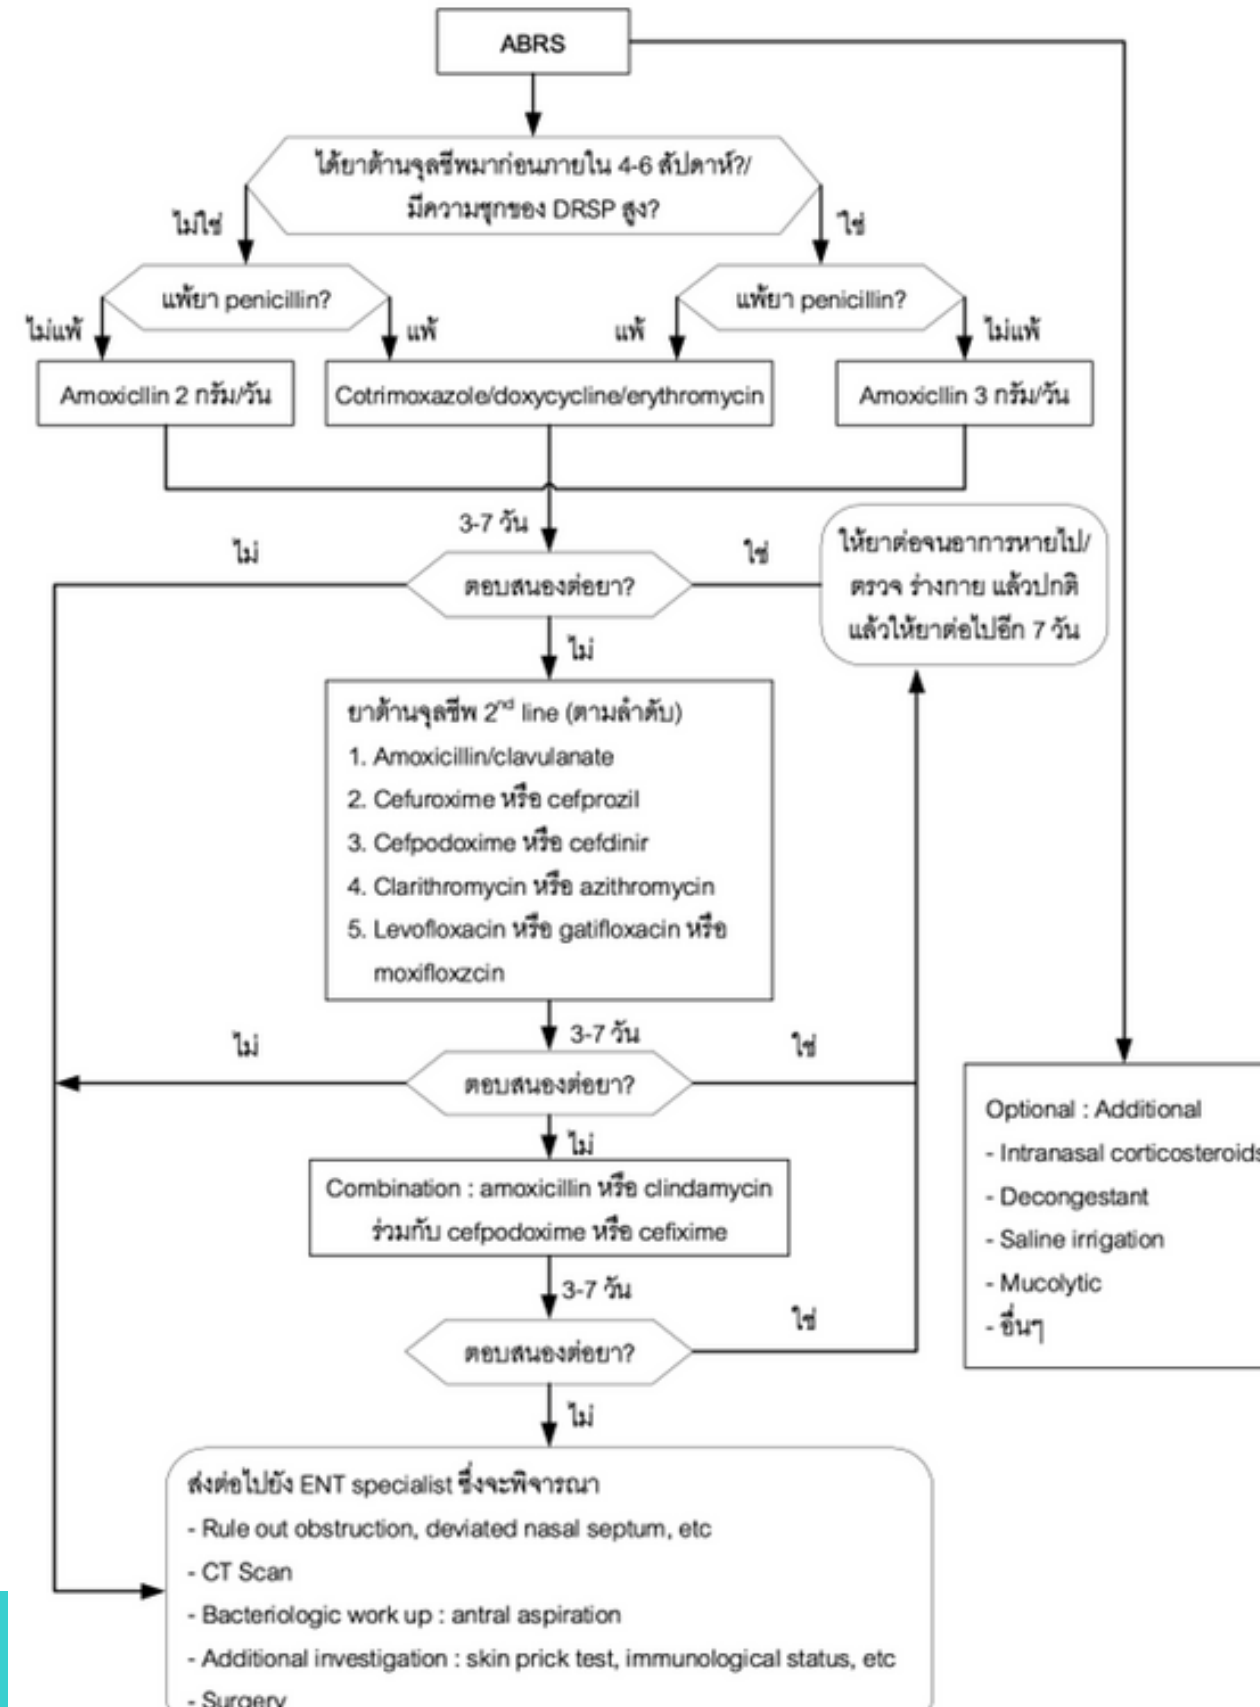 ABRS
ได้ยาต้านจุลชีพมาก่อนภายใน 4-6 สัปดาห์?/
มีความชุกของ DRSP สูง?
ไม่ใช่
ใช่
แพ้ยา penicillin?
แพ้ยา penicillin?
ไม่แพ้
แพ้
แพ้
ไม่แพ้
Amoxicllin 2 กรัม/วัน
Cotrimoxazole/doxycycline/erythromycin
Amoxicllin 3 กรัม/วัน
3-7 วัน
ไม่
ใช่
ตอบสนองต่อยา?
ให้ยาต่อจนอาการหายไป/
ตรวจ ร่างกาย แล้วปกติ
แล้วให้ยาต่อไปอีก 7 วัน
ไม่
ยาต้านจุลชีพ 2nd line (ตามลำดับ)
1. Amoxicillin/clavulanate
2. Cefuroxime หรือ cefprozil
3. Cefpodoxime หรือ cefdinir
4. Clarithromycin หรือ azithromycin
5. Levofloxacin หรือ gatifloxacin หรือ
moxifloxzcin
3-7 วัน
ไม่
ใช่
ตอบสนองต่อยา?
ไม่
Combination : amoxicillin หรือ clindamycin
ร่วมกับ cefpodoxime หรือ cefixime
3-7 วัน
ใช่
ตอบสนองต่อยา?
ไม่
Optional : Additional
- Intranasal corticosteroids
- Decongestant
- Saline irrigation
- Mucolytic
- อื่นๆ
ส่งต่อไปยัง ENT specialist ซึ่งจะพิจารณา
- Rule out obstruction, deviated nasal septum, etc
- CT Scan
- Bacteriologic work up : antral aspiration
- Additional investigation : skin prick test, immunological status, etc
- Surgery